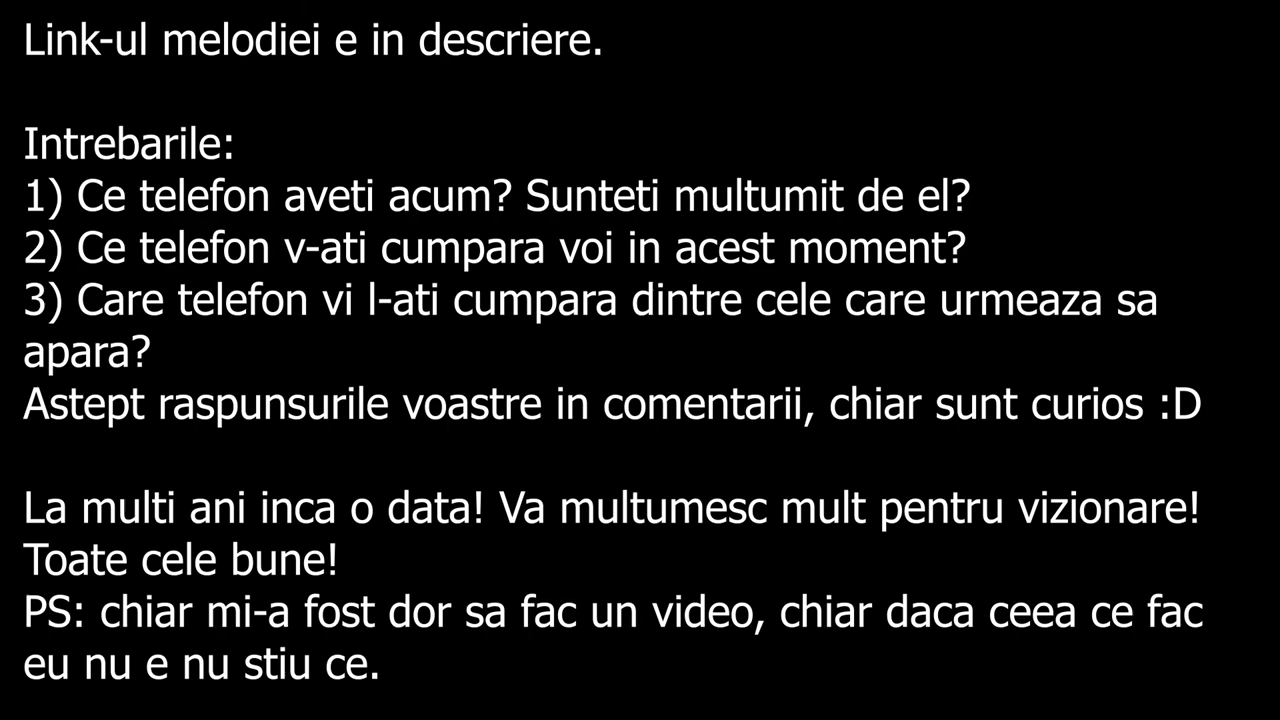 Link-ul melodiei e in descriere.
Intrebarile:
1) Ce telefon aveti acum? Sunteti multumit de el?
2) Ce telefon v-ati cumpara voi in acest moment?
3) Care telefon vi l-ati cumpara dintre cele care urmeaza sa
apara?
Astept raspunsurile voastre in comentarii, chiar sunt curios :D
La multi ani inca o data! Va multumesc mult pentru vizionare!
Toate cele bune!
PS: chiar mi-a fost dor sa fac un video, chiar daca ceea ce fac
eu nu e nu stiu ce.